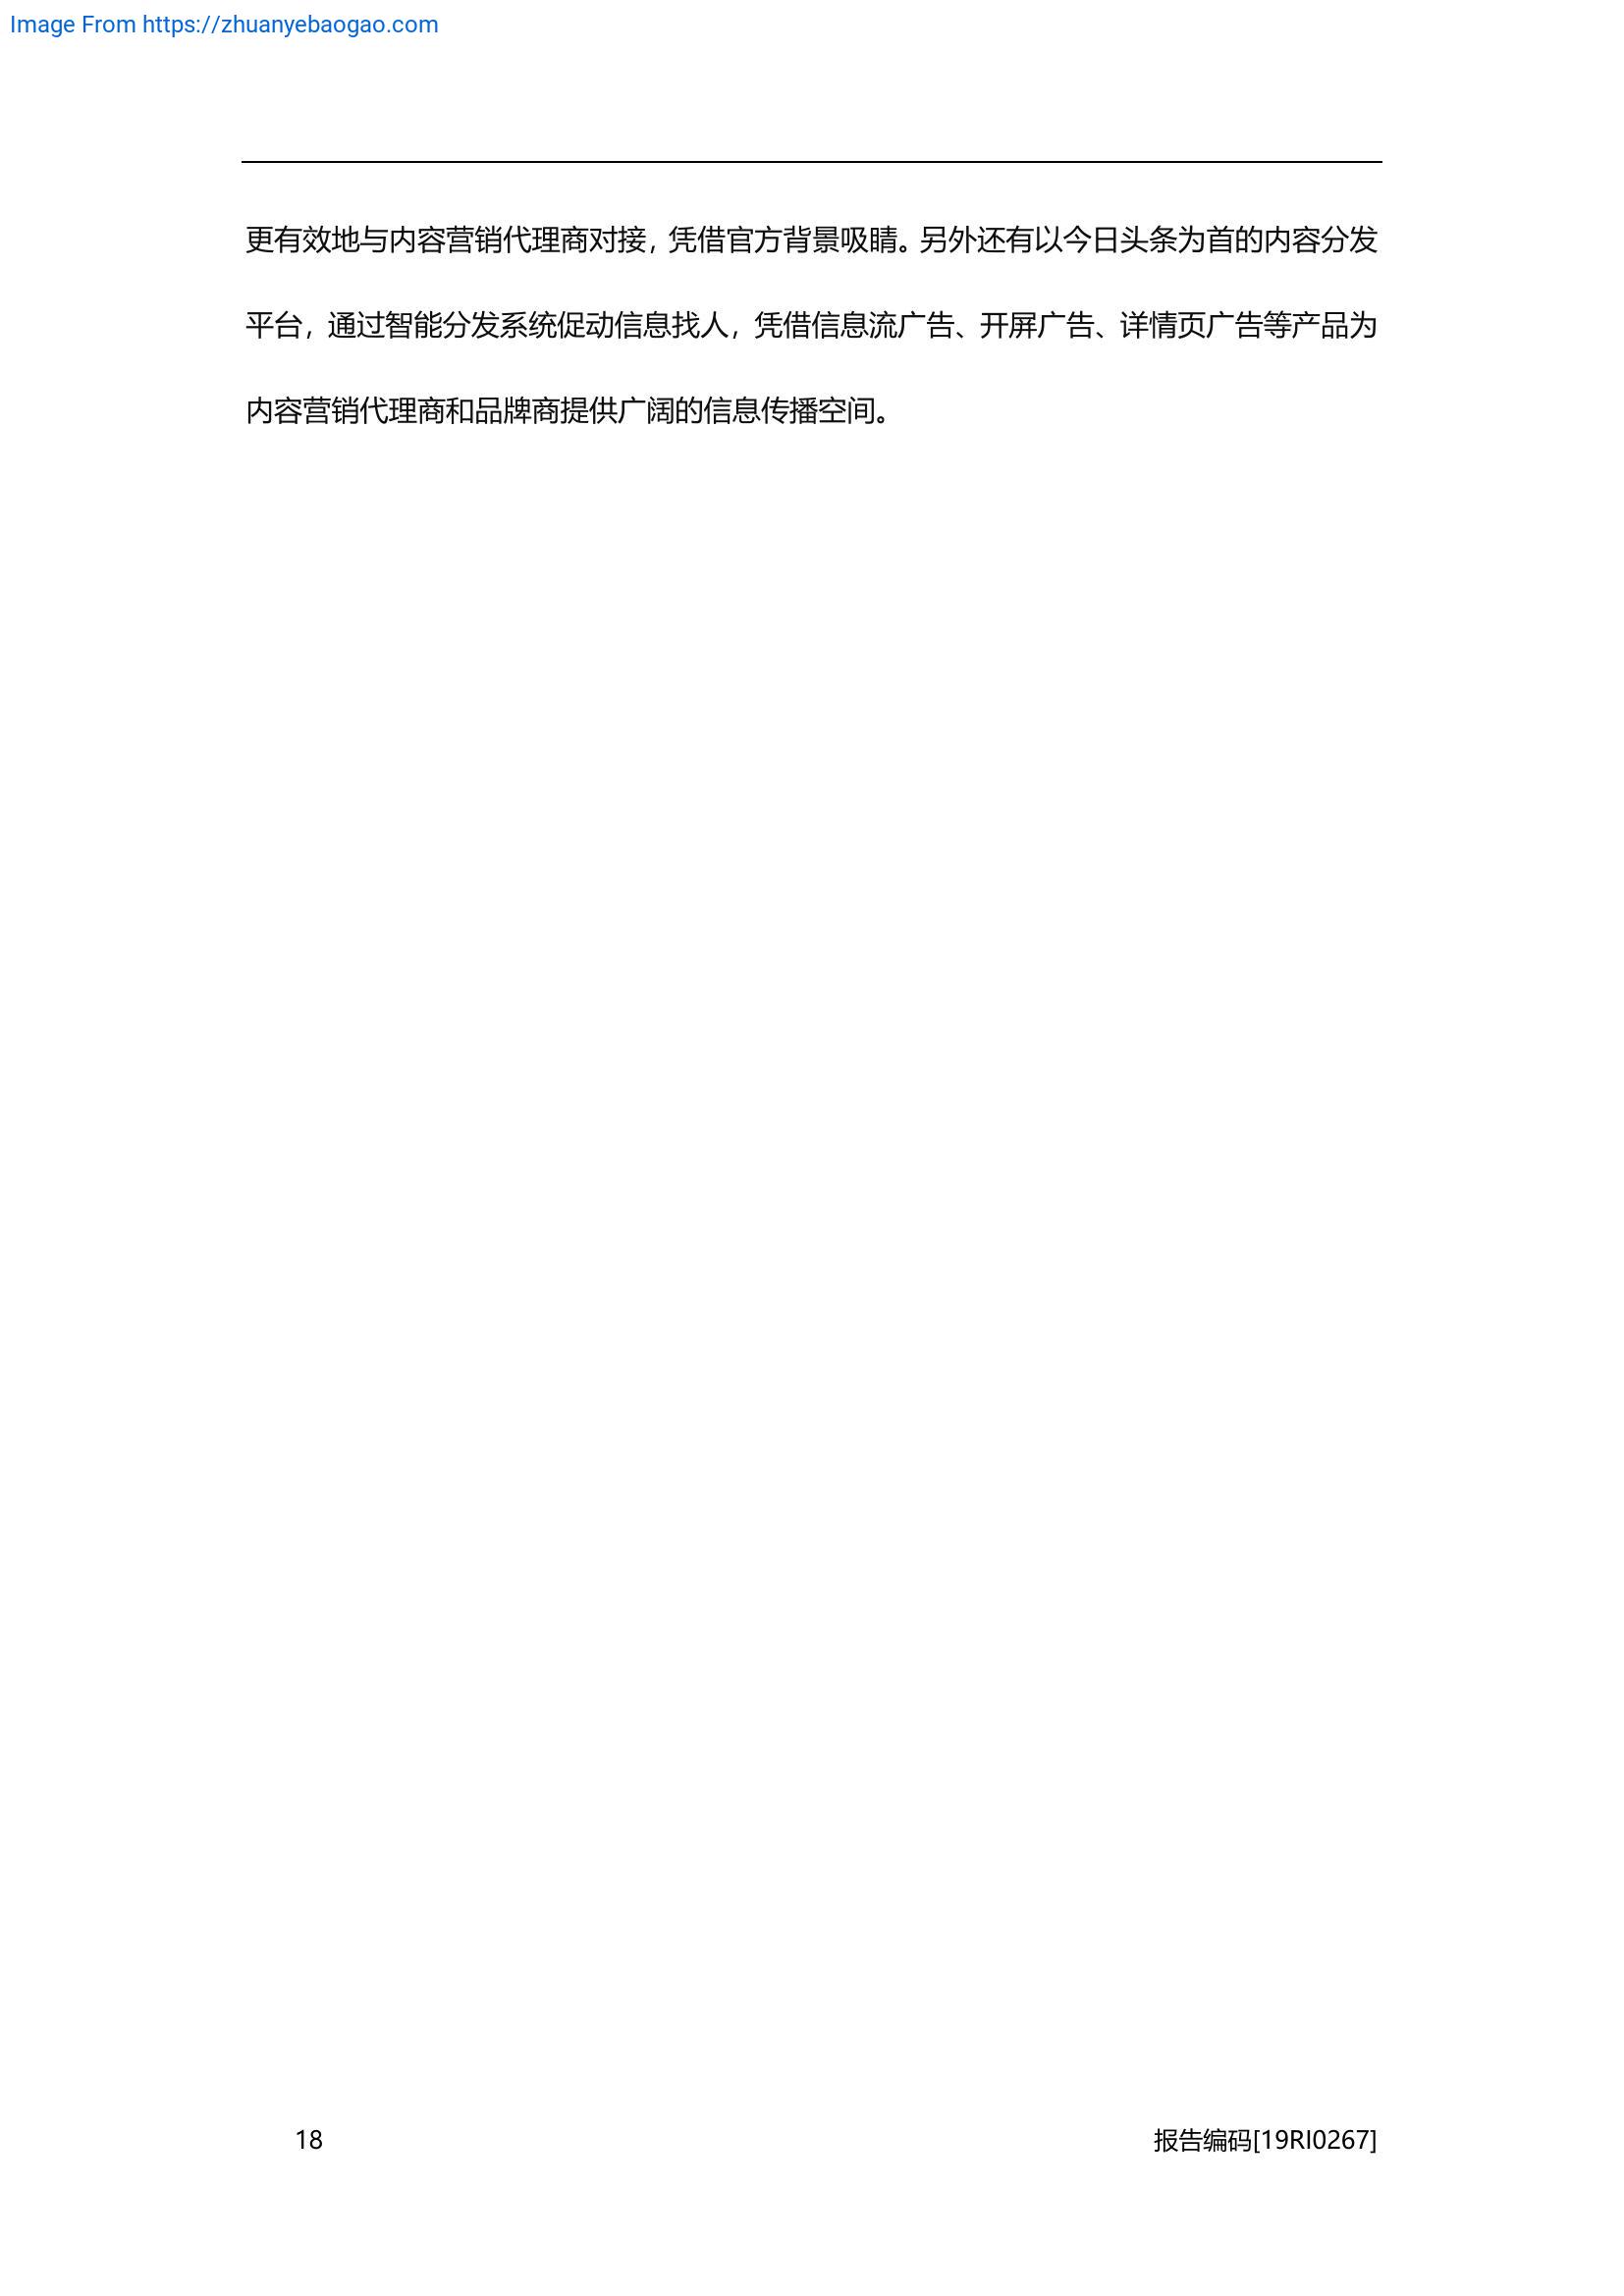 Image From https://zhuanyebaogao.com
更有效地与内容营销代理商对接，凭借官方背景吸睛。另外还有以今日头条为首的内容分发
平台，通过智能分发系统促动信息找人，凭借信息流广告、开屏广告、详情页广告等产品为
内容营销代理商和品牌商提供广阔的信息传播空间。
18 报告编码[19RI0267]